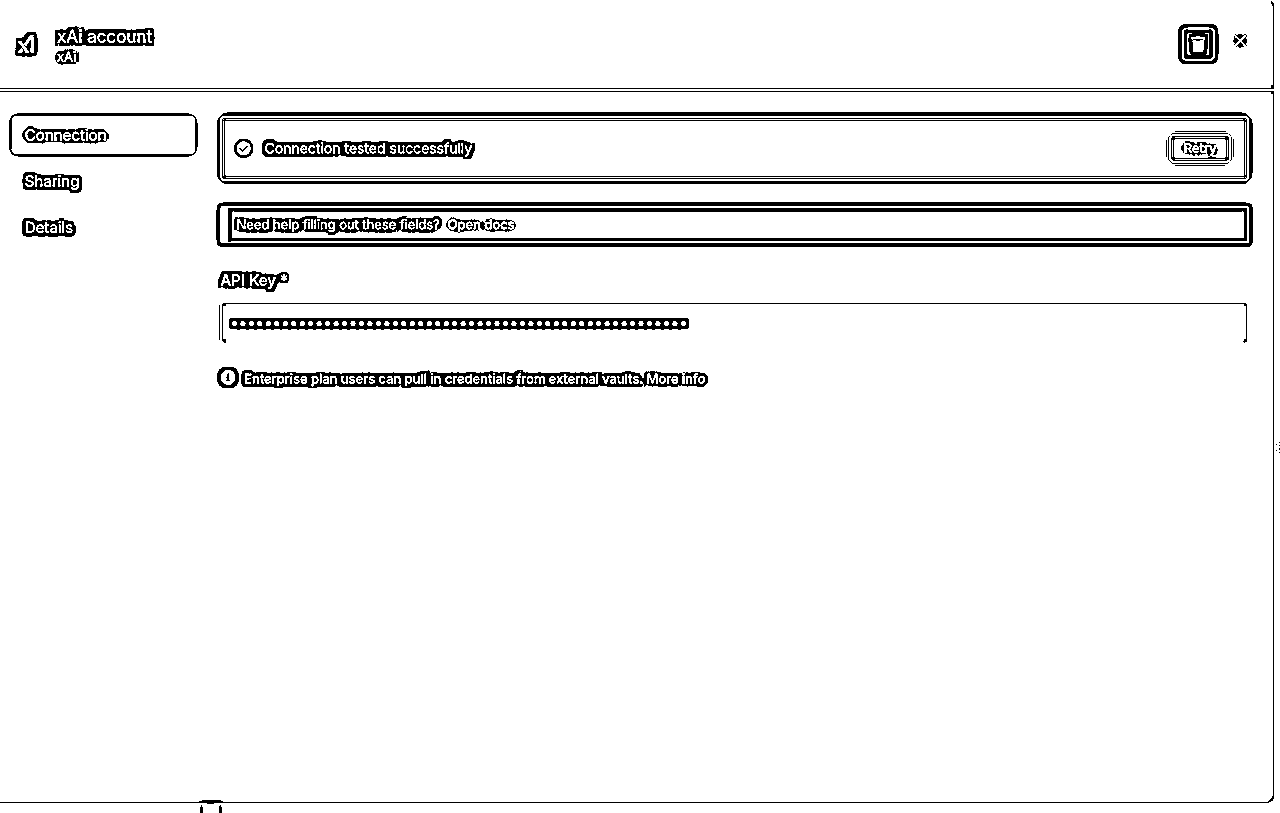 xAi account
xAi
Connection
Sharing
Details
Connection tested successfully
Retry
Need help filling out these fields? Open docs
API Key *
Enterprise plan users can pull in credentials from external vaults. More info